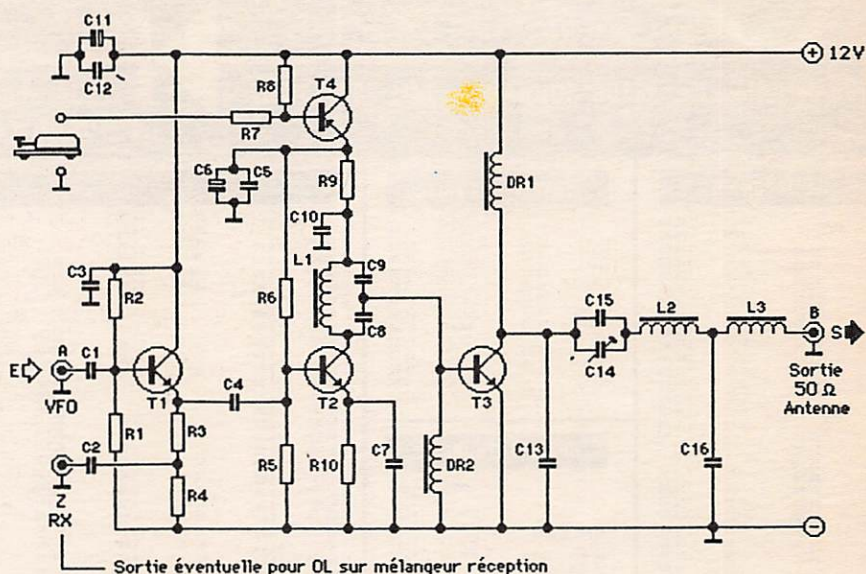 C11
C12
12V
R8
T4
R7
C6
C5
R9
DR1
C10
C3
L1
C9
R2
R6
C8
C15
L2
L3
B
S
E
A
C1
C14
Sortie
50 Ω
Antenne
VFO
T1
C4
T2
T3
R1
R3
DR2
C7
C13
C16
C2
R5
R10
R4
Z
RX
Sortie éventuelle pour OL sur mélangeur réception